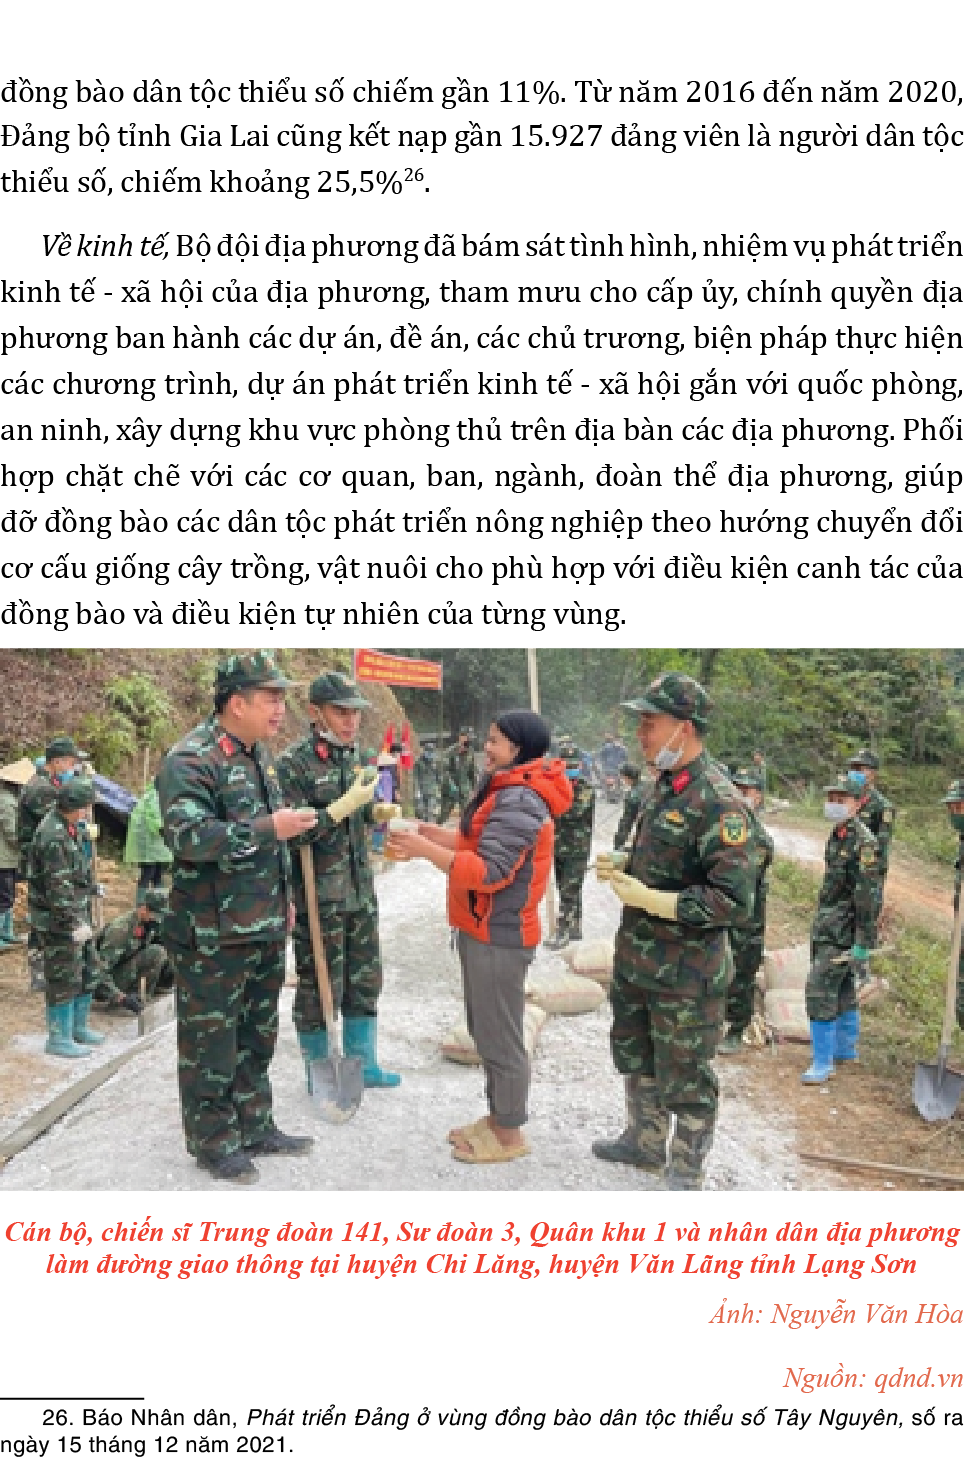 đồng bào dân tộc thiểu số chiếm gần 11%. Từ năm 2016 đến năm 2020,
Đảng bộ tỉnh Gia Lai cũng kết nạp gần 15.927 đảng viên là người dân tộc
thiểu số, chiếm khoảng 25,5%26.
Về kinh tế, Bộ đội địa phương đã bám sát tình hình, nhiệm vụ phát triển
kinh tế - xã hội của địa phương, tham mưu cho cấp ủy, chính quyền địa
phương ban hành các dự án, đề án, các chủ trương, biện pháp thực hiện
các chương trình, dự án phát triển kinh tế - xã hội gắn với quốc phòng,
an ninh, xây dựng khu vực phòng thủ trên địa bàn các địa phương. Phối
hợp chặt chẽ với các cơ quan, ban, ngành, đoàn thể địa phương, giúp
đỡ đồng bào các dân tộc phát triển nông nghiệp theo hướng chuyển đổi
cơ cấu giống cây trồng, vật nuôi cho phù hợp với điều kiện canh tác của
đồng bào và điều kiện tự nhiên của từng vùng.
Cán bộ, chiến sĩ Trung đoàn 141, Sư đoàn 3, Quân khu 1 và nhân dân địa phương
làm đường giao thông tại huyện Chi Lăng, huyện Văn Lãng tỉnh Lạng Sơn
Ảnh: Nguyễn Văn Hòa
Nguồn: qdnd.vn
26. Báo Nhân dân, Phát triển Đảng ở vùng đồng bào dân tộc thiểu số Tây Nguyên, số ra
ngày 15 tháng 12 năm 2021.